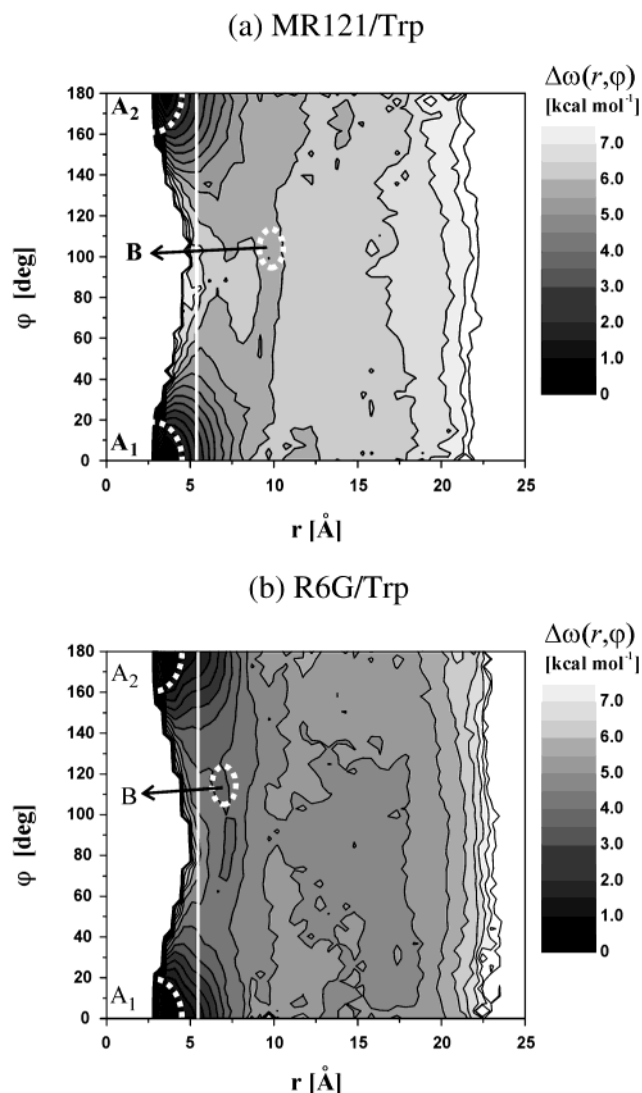 (a) MR121/Trp
Δω(r,φ)
[kcal mol⁻¹]
7.0
6.0
5.0
4.0
3.0
2.0
1.0
0
φ [deg]
180
160
140
120
100
80
60
40
20
0
A₂
B
A₁
0 5 10 15 20 25
r [Å]
(b) R6G/Trp
Δω(r,φ)
[kcal mol⁻¹]
7.0
6.0
5.0
4.0
3.0
2.0
1.0
0
φ [deg]
180
160
140
120
100
80
60
40
20
0
A₂
B
A₁
0 5 10 15 20 25
r [Å]